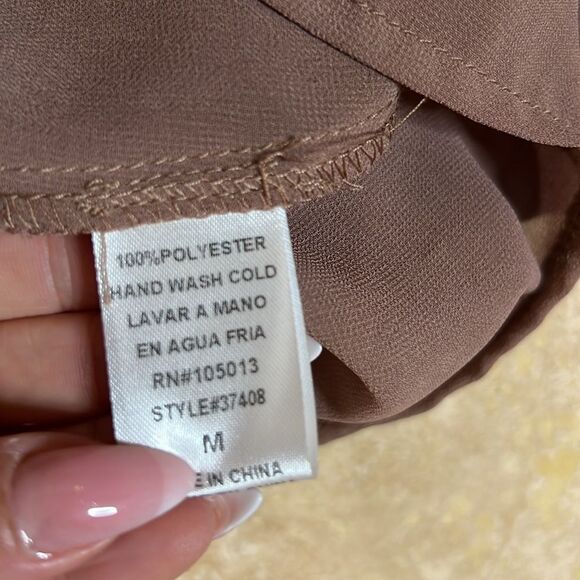 100%POLYESTER
HAND WASH COLD
LAVAR A MANO
EN AGUA FRIA
RN#105013
STYLE#37408
M
E IN CHINA